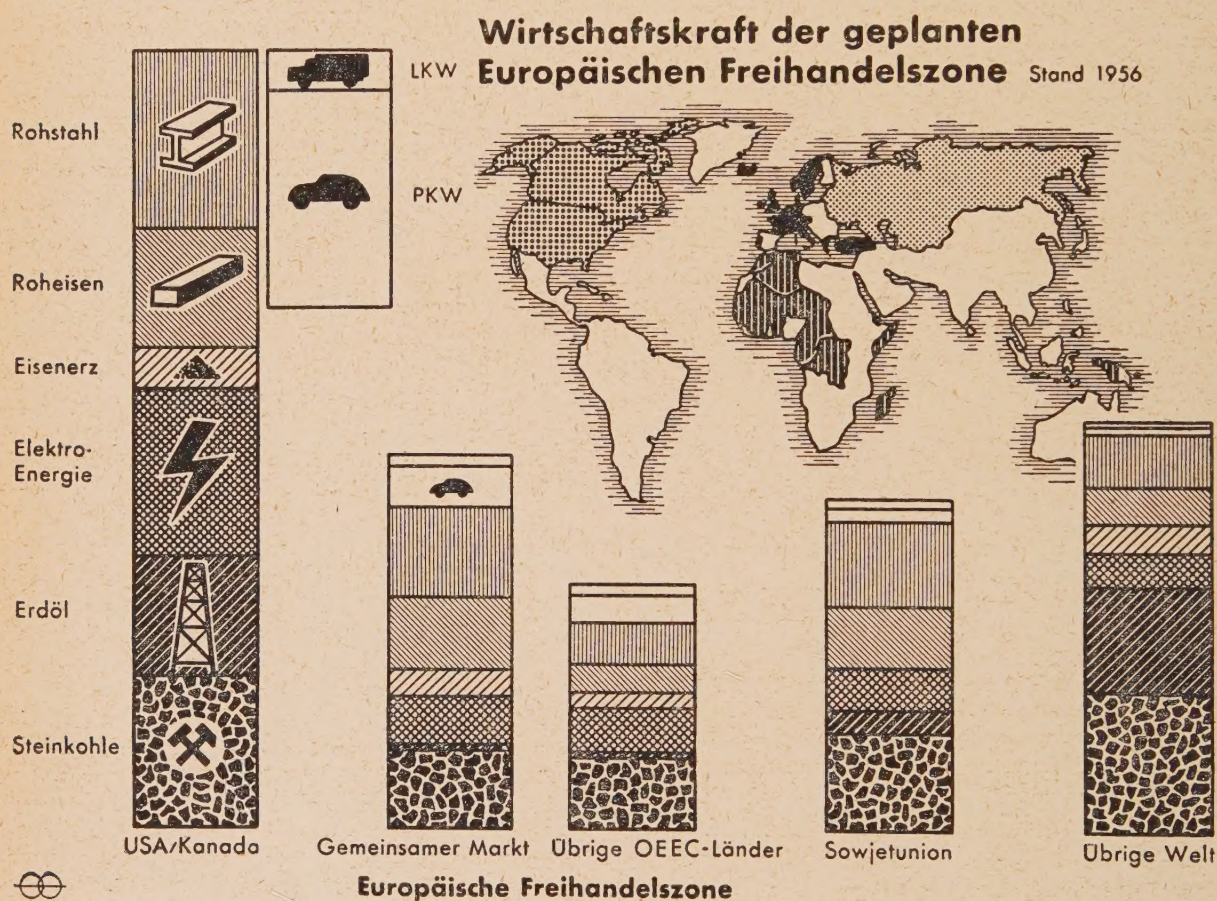 Wirtschaftskraft der geplanten
Europäischen Freihandelszone Stand 1956
LKW
PKW
Rohstahl
Roheisen
Eisenerz
Elektro-
Energie
Erdöl
Steinkohle
USA/Kanada
Gemeinsamer Markt
Übrige OEEC-Länder
Sowjetunion
Übrige Welt
Europäische Freihandelszone